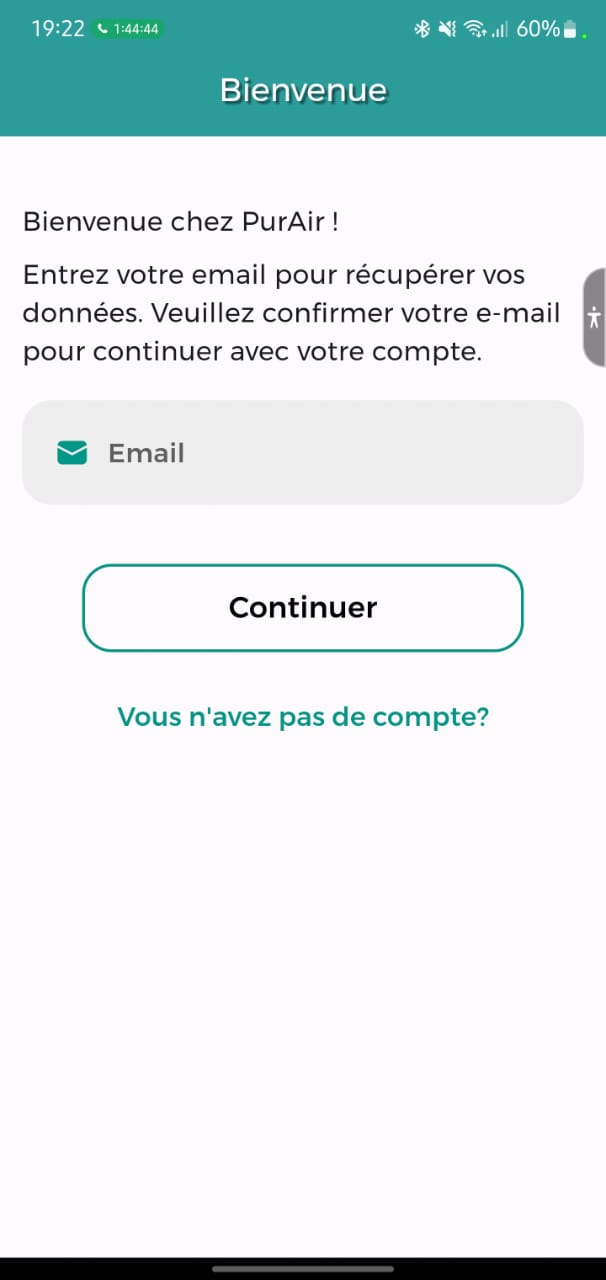 19:22 1:44:44 60%
Bienvenue
Bienvenue chez PurAir !
Entrez votre email pour récupérer vos
données. Veuillez confirmer votre e-mail
pour continuer avec votre compte.
Email
Continuer
Vous n'avez pas de compte?